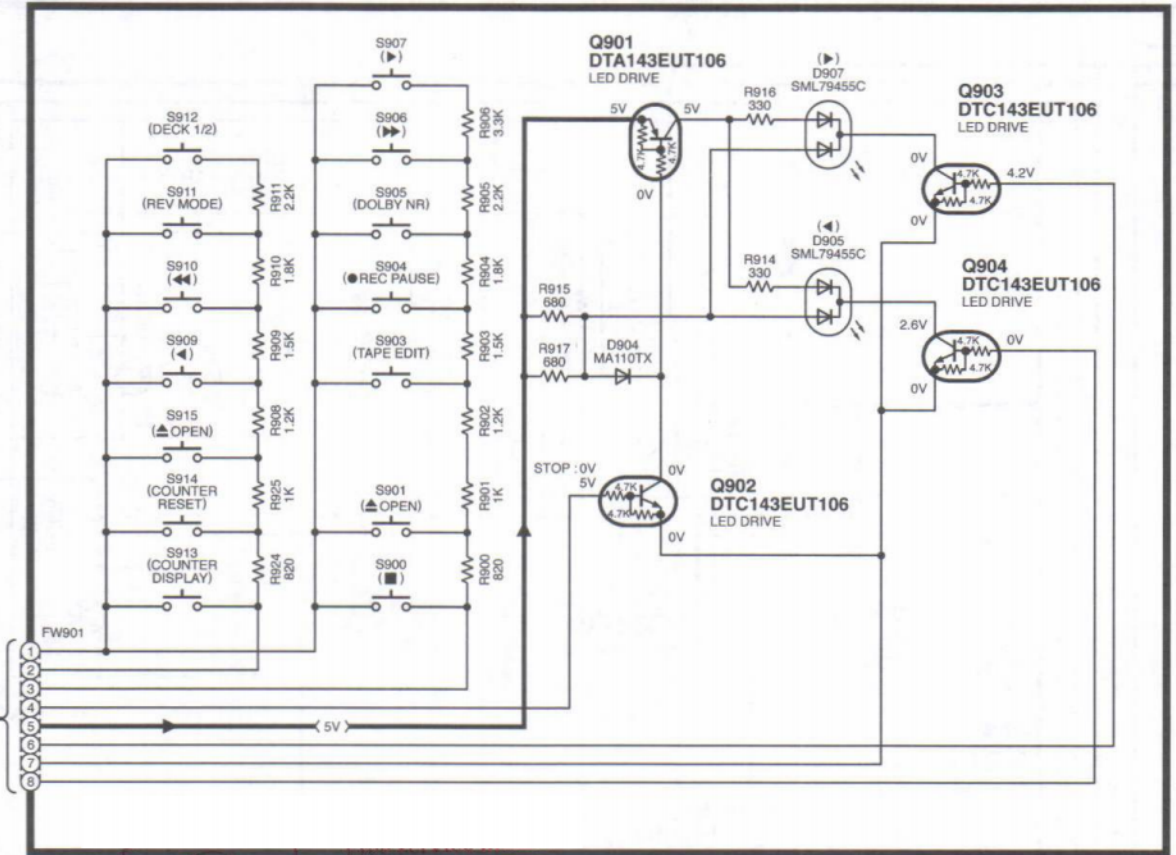 S907
(▶)
S912
(DECK 1/2)
S906
(▶▶)
R906
3.3K
S911
(REV MODE)
R911
2.2K
S905
(DOLBY NR)
R905
2.2K
S910
(◀◀)
R910
1.8K
S904
(●REC PAUSE)
R904
1.8K
S909
(◀)
R909
1.5K
S903
(TAPE EDIT)
R903
1.5K
S915
(⏏OPEN)
R908
1.2K
R902
1.2K
S914
(COUNTER
RESET)
R925
1K
S901
(⏏OPEN)
R901
1K
S913
(COUNTER
DISPLAY)
R924
820
S900
(■)
R900
820
Q901
DTA143EUT106
LED DRIVE
5V
5V
4.7K
4.7K
0V
R916
330
(▶)
D907
SML79455C
Q903
DTC143EUT106
LED DRIVE
0V
4.7K
4.2V
4.7K
0V
R914
330
(◀)
D905
SML79455C
Q904
DTC143EUT106
LED DRIVE
2.6V
4.7K
0V
4.7K
0V
R915
680
R917
680
D904
MA110TX
STOP : 0V
5V
0V
4.7K
4.7K
0V
Q902
DTC143EUT106
LED DRIVE
FW901
1
2
3
4
5
5V
6
7
8